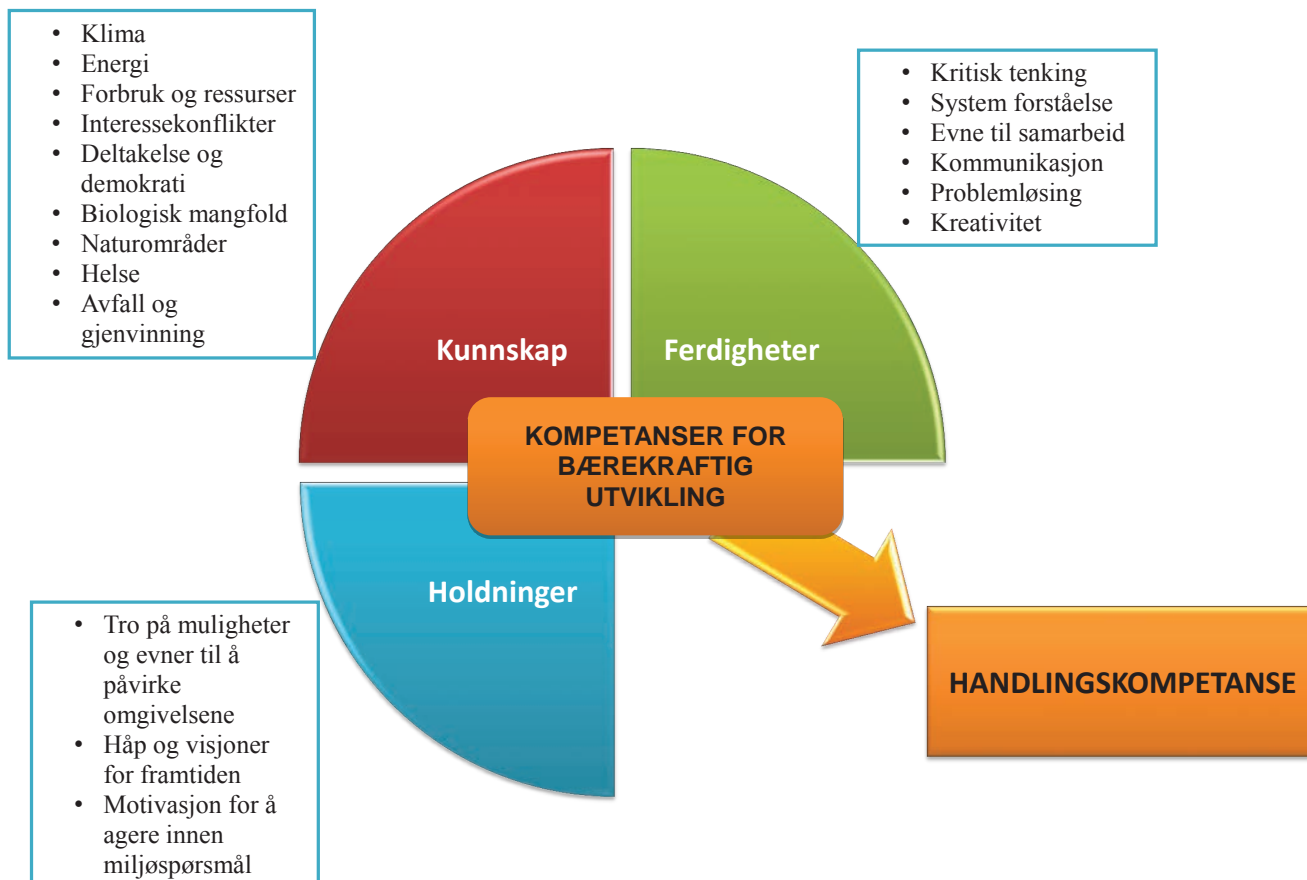 • Klima
• Energi
• Forbruk og ressurser
• Interessekonflikter
• Deltakelse og
demokrati
• Biologisk mangfold
• Naturområder
• Helse
• Avfall og
gjenvinning
• Kritisk tenking
• System forståelse
• Evne til samarbeid
• Kommunikasjon
• Problemløsing
• Kreativitet
Kunnskap
Ferdigheter
KOMPETANSER FOR
BÆREKRAFTIG
UTVIKLING
Holdninger
• Tro på muligheter
og evner til å
påvirke
omgivelsene
• Håp og visjoner
for framtiden
• Motivasjon for å
agere innen
miljøspørsmål
HANDLINGSKOMPETANSE